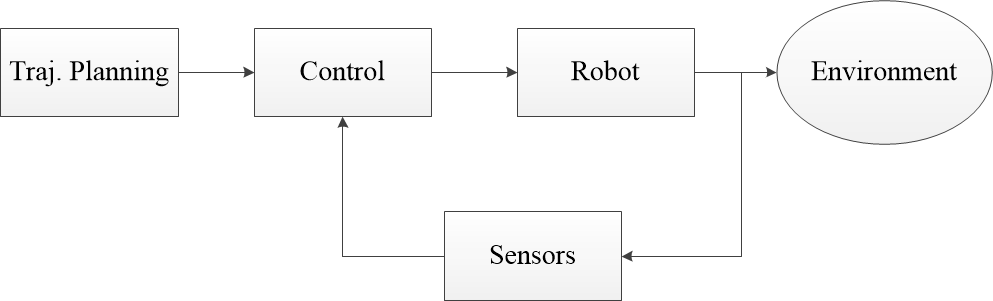 Traj. Planning
Control
Robot
Environment
Sensors